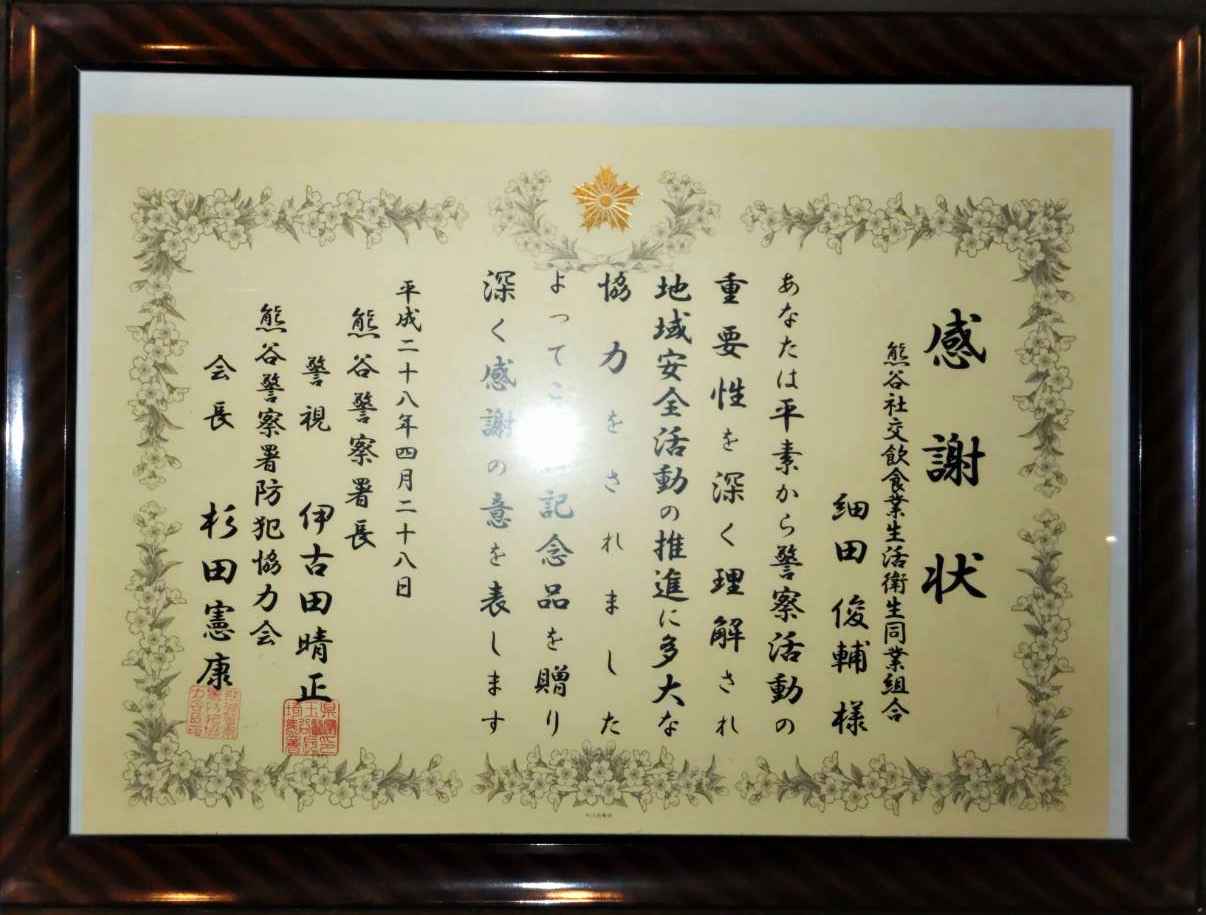 感謝状
熊谷社交飲食業生活衛生同業組合
細田俊輔様
あなたは平素から警察活動の
重要性を深く理解され
地域安全活動の推進に多大な
協力をされました
よってこ 記念品を贈り
深く感謝の意を表します
平成二十八年四月二十八日
熊谷警察署長
警視 伊古田晴正
熊谷警察署防犯協力会
会長 杉田憲康